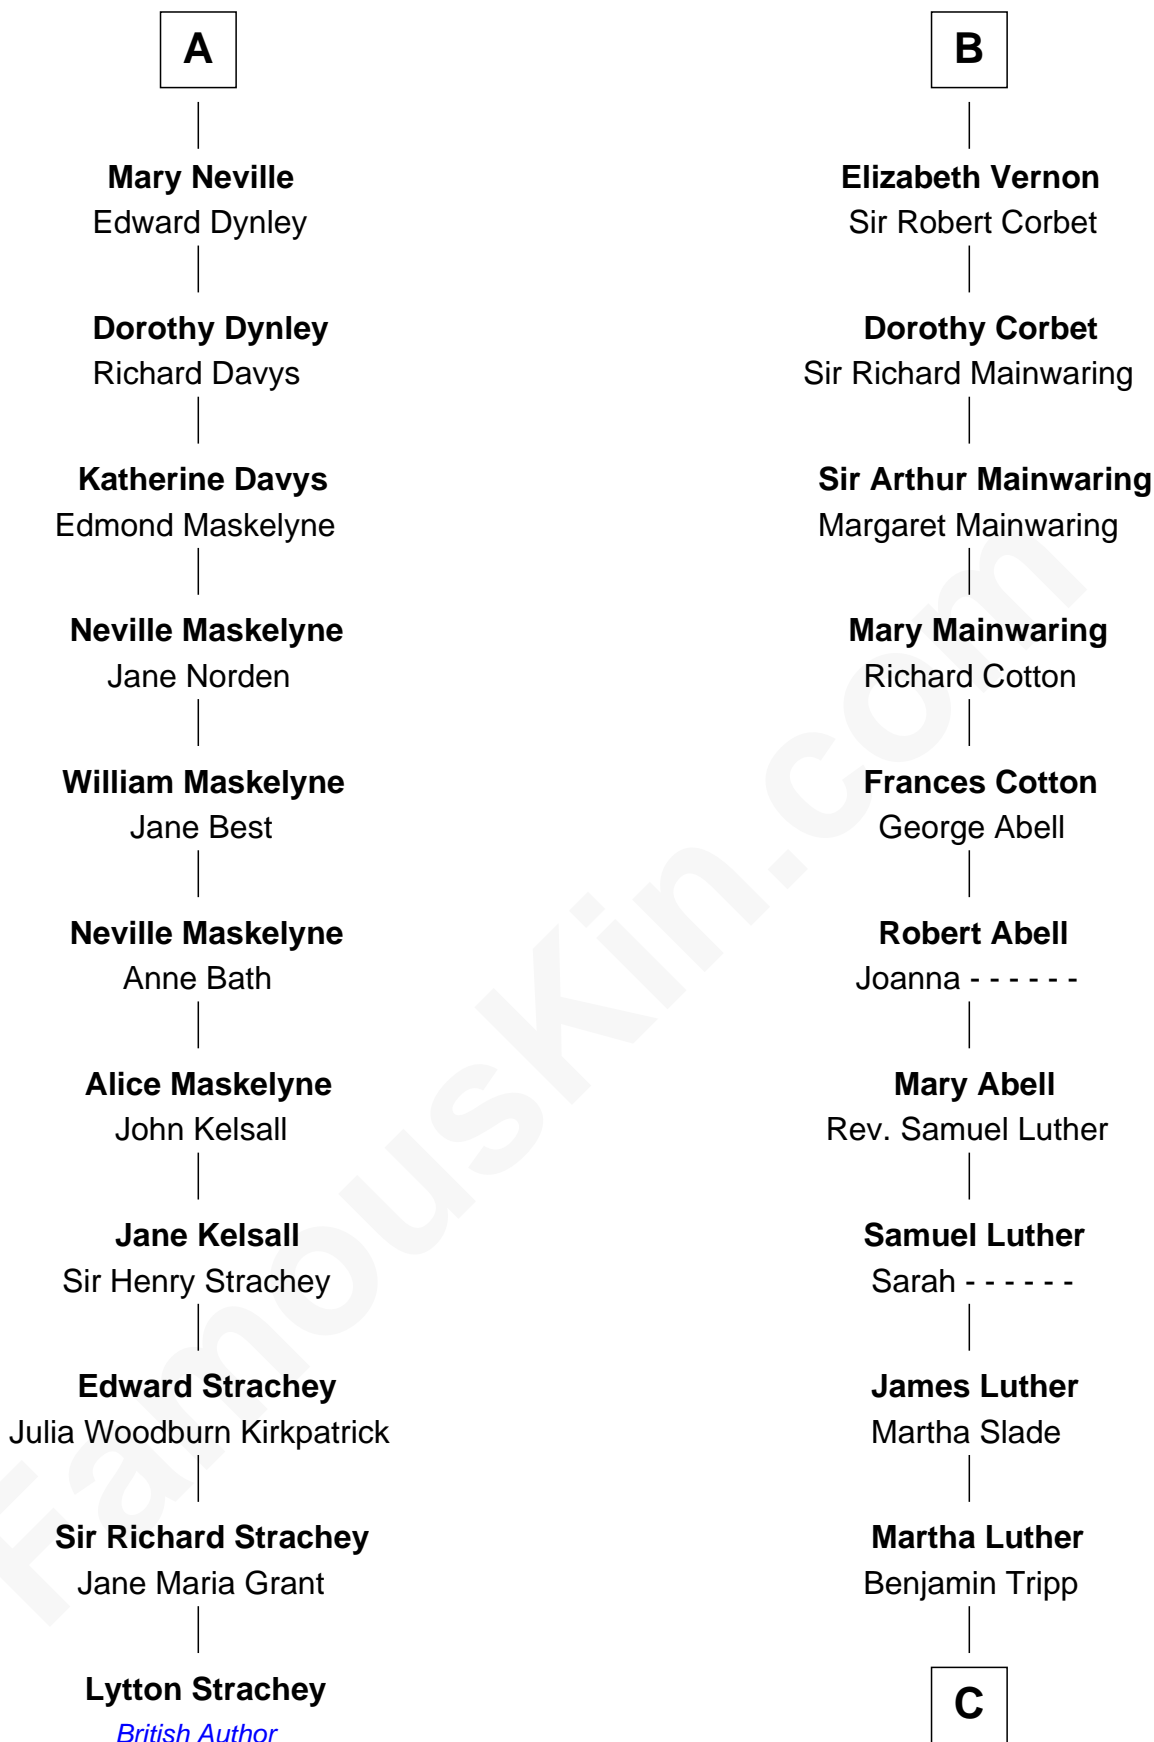 A
Mary Neville
Edward Dynley
Dorothy Dynley
Richard Davys
Katherine Davys
Edmond Maskelyne
Neville Maskelyne
Jane Norden
William Maskelyne
Jane Best
Neville Maskelyne
Anne Bath
Alice Maskelyne
John Kelsall
Jane Kelsall
Sir Henry Strachey
Edward Strachey
Julia Woodburn Kirkpatrick
Sir Richard Strachey
Jane Maria Grant
Lytton Strachey
British Author
B
Elizabeth Vernon
Sir Robert Corbet
Dorothy Corbet
Sir Richard Mainwaring
Sir Arthur Mainwaring
Margaret Mainwaring
Mary Mainwaring
Richard Cotton
Frances Cotton
George Abell
Robert Abell
Joanna - - - - - -
Mary Abell
Rev. Samuel Luther
Samuel Luther
Sarah - - - - - -
James Luther
Martha Slade
Martha Luther
Benjamin Tripp
C
FamousKin.com